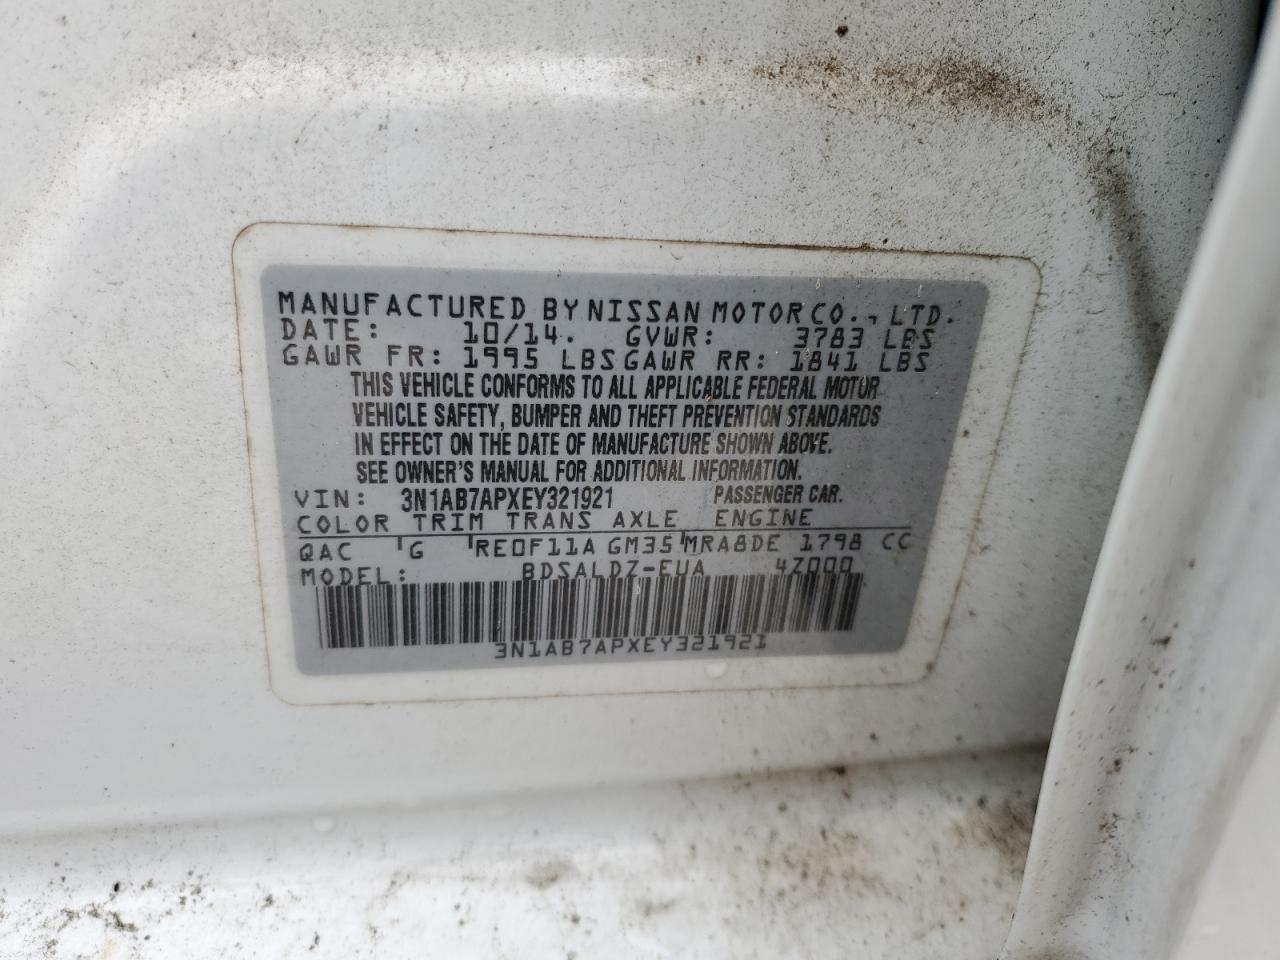 MANUFACTURED BY NISSAN MOTOR CO., LTD.
DATE: 10/14. GVWR: 3783 LBS
GAWR FR: 1995 LBS GAWR RR: 1841 LBS
THIS VEHICLE CONFORMS TO ALL APPLICABLE FEDERAL MOTOR
VEHICLE SAFETY, BUMPER AND THEFT PREVENTION STANDARDS
IN EFFECT ON THE DATE OF MANUFACTURE SHOWN ABOVE.
SEE OWNER'S MANUAL FOR ADDITIONAL INFORMATION.
VIN: 3N1AB7APXEY321921 PASSENGER CAR.
COLOR TRIM TRANS AXLE ENGINE
QAC G RE0F11A GM35 MRA8DE 1798 CC
MODEL: BDSALDZ-EUA 4Z000
3N1AB7APXEY321921